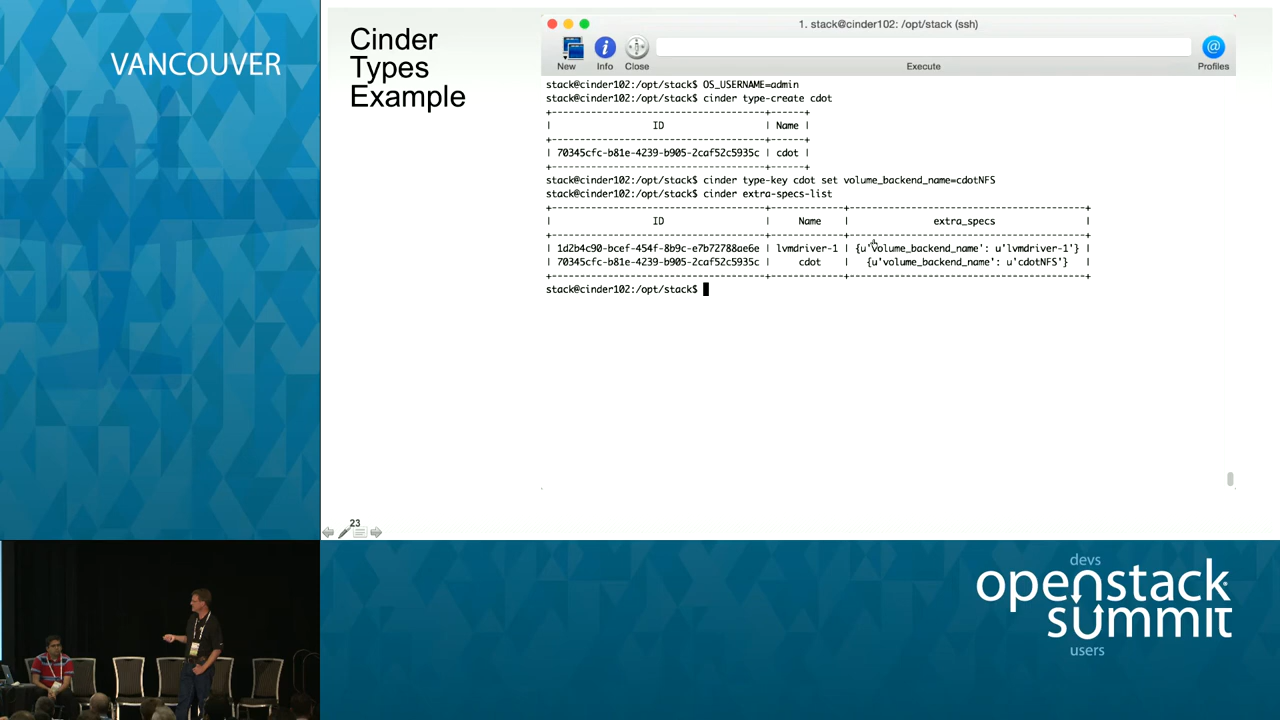 VANCOUVER
Cinder
Types
Example
1. stack@cinder102: /opt/stack (ssh)
New
Info
Close
Execute
@
Profiles
stack@cinder102:/opt/stack$ OS_USERNAME=admin
stack@cinder102:/opt/stack$ cinder type-create cdot
+--------------------------------------+------+
| ID | Name |
+--------------------------------------+------+
| 70345cfc-b81e-4239-b905-2caf52c5935c | cdot |
+--------------------------------------+------+
stack@cinder102:/opt/stack$ cinder type-key cdot set volume_backend_name=cdotNFS
stack@cinder102:/opt/stack$ cinder extra-specs-list
+--------------------------------------+-------------+--------------------------------------+
| ID | Name | extra_specs |
+--------------------------------------+-------------+--------------------------------------+
| 1d2b4c90-bcef-454f-8b9c-e7b72788ae6e | lvmdriver-1 | {u'volume_backend_name': u'lvmdriver-1'} |
| 70345cfc-b81e-4239-b905-2caf52c5935c | cdot | {u'volume_backend_name': u'cdotNFS'} |
+--------------------------------------+-------------+--------------------------------------+
stack@cinder102:/opt/stack$
23
devs
openstack
summit
users